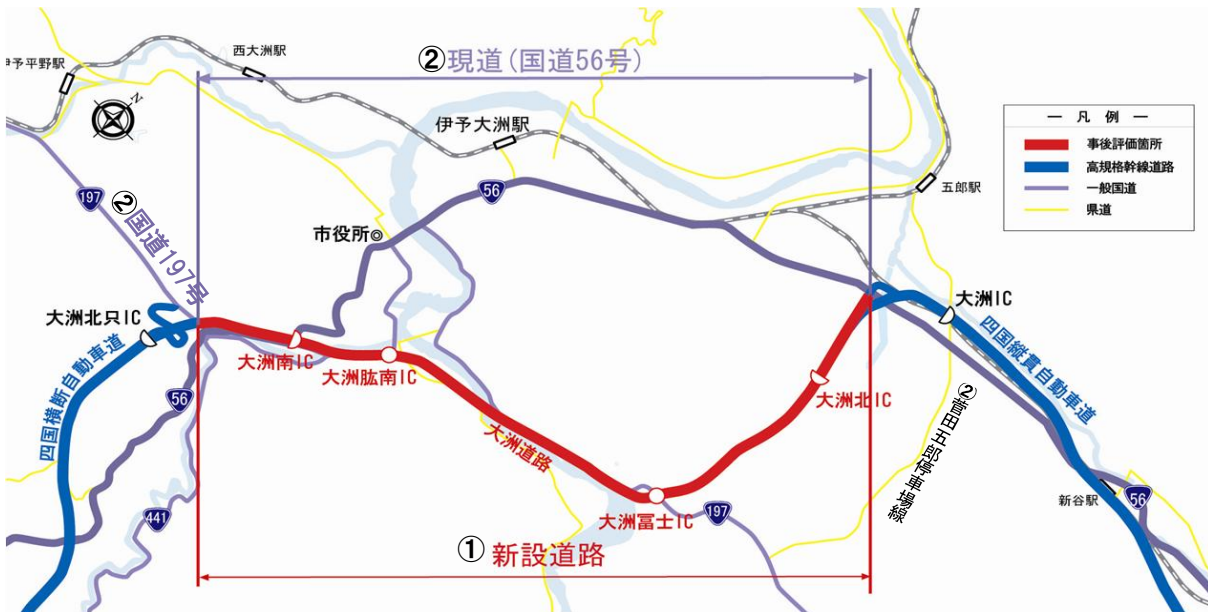 ②現道(国道56号)
西大洲駅
伊予平野駅
N
伊予大洲駅
― 凡 例 ―
事後評価箇所
高規格幹線道路
一般国道
県道
五郎駅
197
②国道197号
56
市役所◎
大洲北只IC
大洲IC
大洲南IC
大洲肱南IC
四国縦貫自動車道
大洲北IC
56
四国横断自動車道
②菅田五郎停車場線
大洲道路
新谷駅
56
441
大洲冨士IC
197
①新設道路